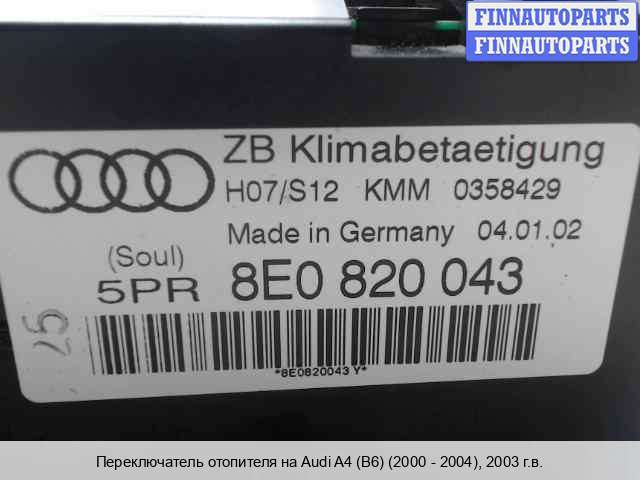 FINNAUTOPARTS
FINNAUTOPARTS
ZB Klimabetaetigung
H07/S12 KMM 0358429
Made in Germany 04.01.02
(Soul)
5PR 8E0 820 043
57
*8E0820043 Y*
Переключатель отопителя на Audi A4 (B6) (2000 - 2004), 2003 г.в.